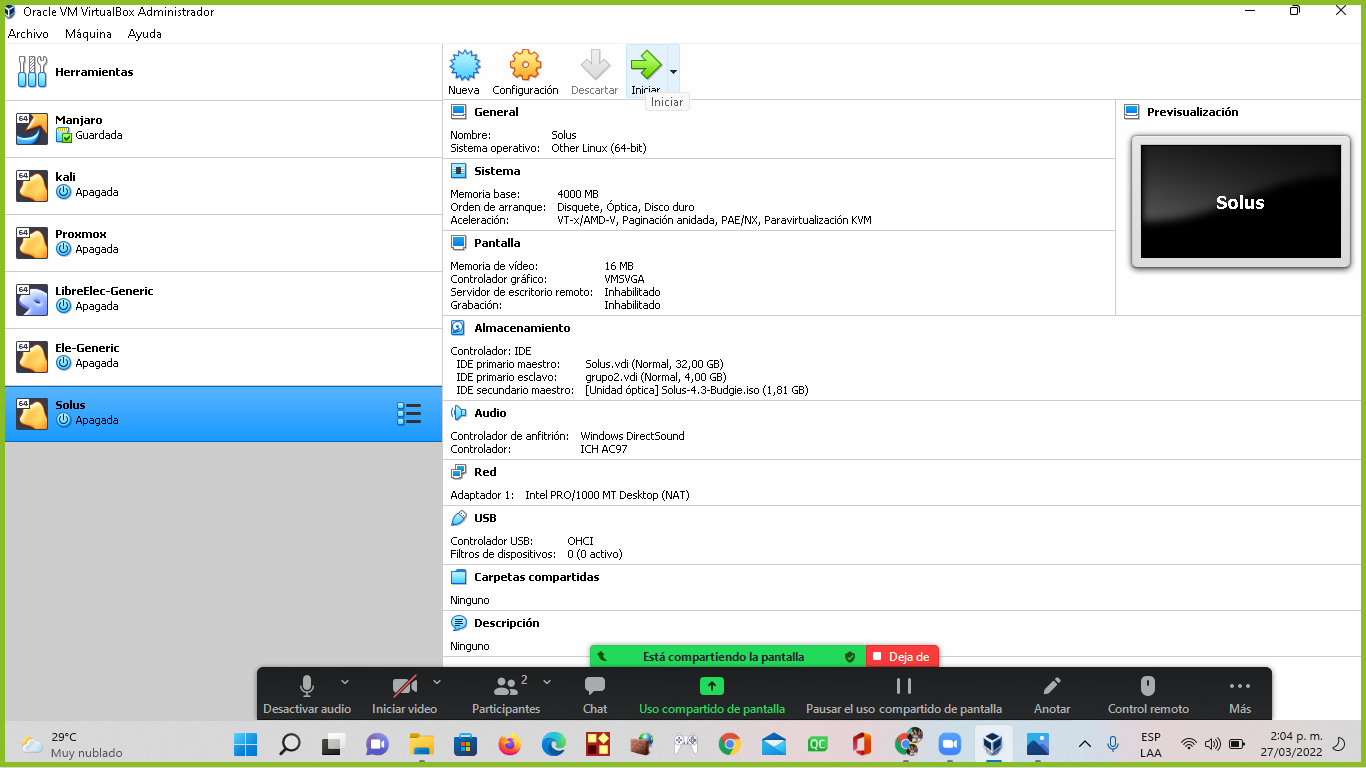 Oracle VM VirtualBox Administrador
Archivo Máquina Ayuda
Herramientas
64 Manjaro
Guardada
64 kali
Apagada
64 Proxmox
Apagada
64 LibreElec-Generic
Apagada
64 Ele-Generic
Apagada
64 Solus
Apagada
Nueva Configuración Descartar Iniciar
Iniciar
General
Nombre: Solus
Sistema operativo: Other Linux (64-bit)
Sistema
Memoria base: 4000 MB
Orden de arranque: Disquete, Óptica, Disco duro
Aceleración: VT-x/AMD-V, Paginación anidada, PAE/NX, Paravirtualización KVM
Pantalla
Memoria de vídeo: 16 MB
Controlador gráfico: VMSVGA
Servidor de escritorio remoto: Inhabilitado
Grabación: Inhabilitado
Previsualización
Solus
Almacenamiento
Controlador: IDE
IDE primario maestro: Solus.vdi (Normal, 32,00 GB)
IDE primario esclavo: grupo2.vdi (Normal, 4,00 GB)
IDE secundario maestro: [Unidad óptica] Solus-4.3-Budgie.iso (1,81 GB)
Audio
Controlador de anfitrión: Windows DirectSound
Controlador: ICH AC97
Red
Adaptador 1: Intel PRO/1000 MT Desktop (NAT)
USB
Controlador USB: OHCI
Filtros de dispositivos: 0 (0 activo)
Carpetas compartidas
Ninguno
Descripción
Ninguno
Está compartiendo la pantalla Deja de
2
Desactivar audio Iniciar video Participantes Chat Uso compartido de pantalla Pausar el uso compartido de pantalla Anotar Control remoto Más
29°C
Muy nublado
QC
ESP
LAA
2:04 p. m.
27/03/2022